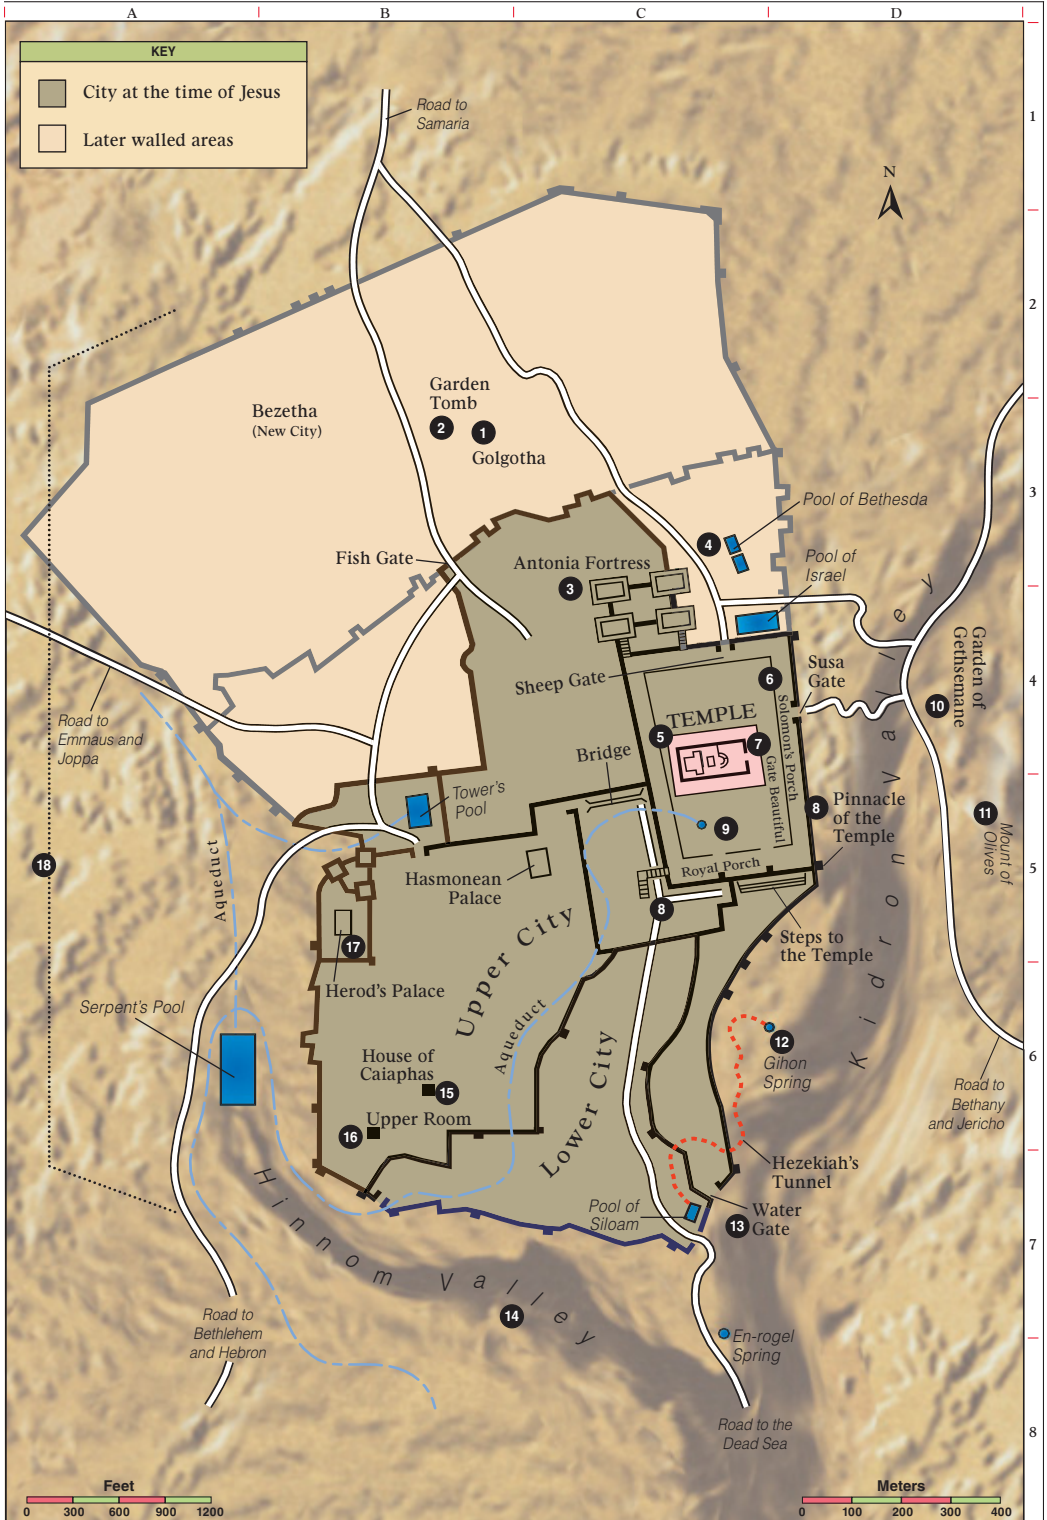 A B C D
KEY
City at the time of Jesus
Later walled areas
Road to
Samaria
1
N
2
Garden
Tomb
Bezetha
(New City)
2
1
Golgotha
3
Pool of Bethesda
4
Fish Gate
Antonia Fortress
3
Pool of
Israel
Garden of
Gethsemane
Susa
Gate
Sheep Gate
6
4
10
Road to
Emmaus and
Joppa
TEMPLE
5
7
Solomon's Porch
Gate Beautiful
Bridge
Tower's
Pool
8
Pinnacle
of the
Temple
11
Mount of
Olives
9
18
Aqueduct
Hasmonean
Palace
Royal Porch
5
8
Upper City
Steps to
the Temple
17
Herod's Palace
Serpent's Pool
Aqueduct
Kidron Valley
12
Gihon
Spring
6
House of
Caiaphas
15
Lower City
Road to
Bethany
and Jericho
Upper Room
16
Hezekiah's
Tunnel
Pool of
Siloam
Water
Gate
13
7
Hinnom Valley
14
Road to
Bethlehem
and Hebron
En-rogel
Spring
Road to the
Dead Sea
8
Feet
0 300 600 900 1200
Meters
0 100 200 300 400